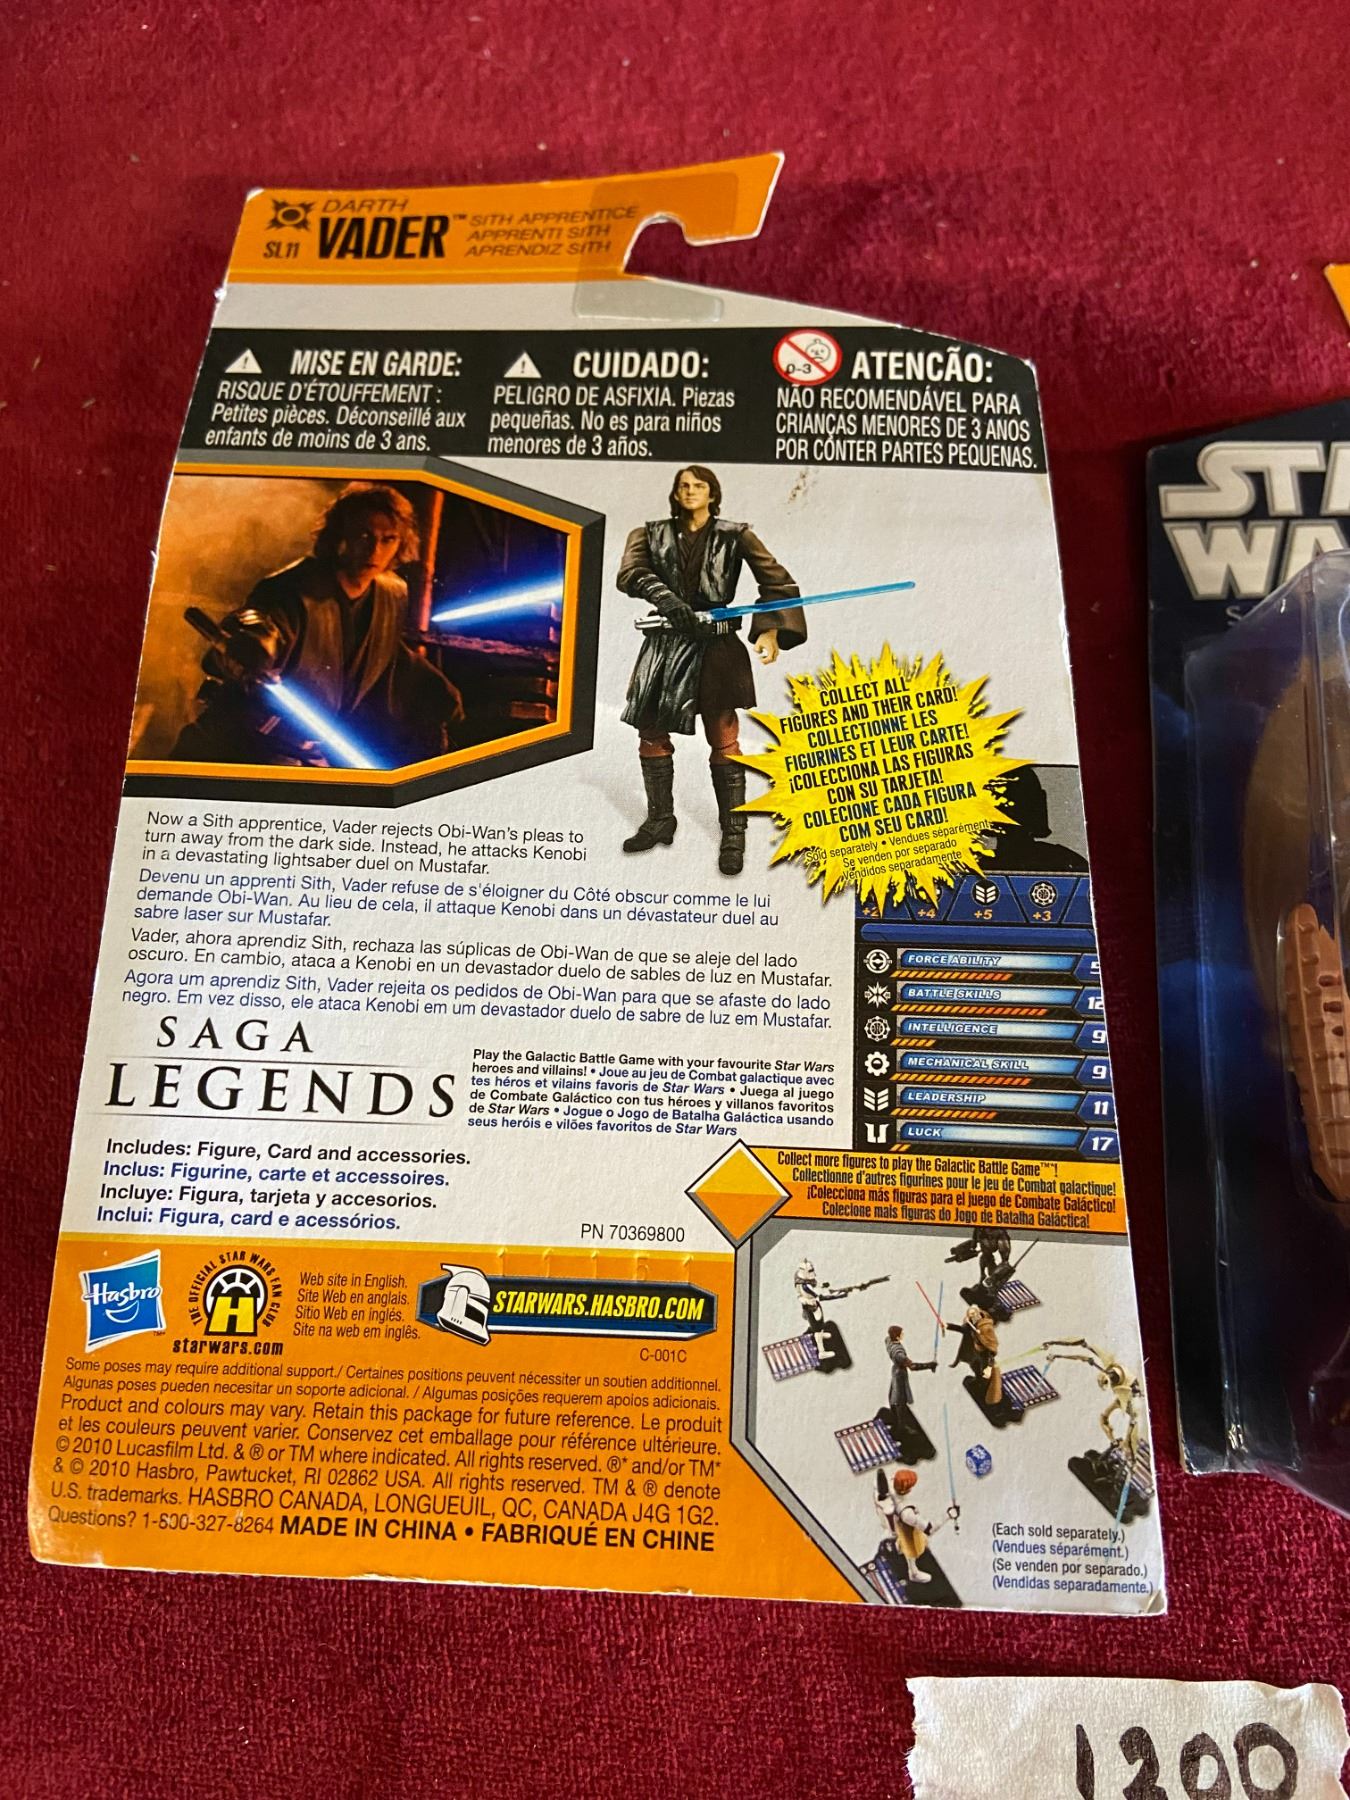 DARTH
VADER™
SL11
SITH APPRENTICE
APPRENTI SITH
APRENDIZ SITH
MISE EN GARDE:
RISQUE D'ÉTOUFFEMENT :
Petites pièces. Déconseillé aux
enfants de moins de 3 ans.
CUIDADO:
PELIGRO DE ASFIXIA. Piezas
pequeñas. No es para niños
menores de 3 años.
0-3
ATENCÃO:
NÃO RECOMENDÁVEL PARA
CRIANÇAS MENORES DE 3 ANOS
POR CONTER PARTES PEQUENAS.
COLLECT ALL
FIGURES AND THEIR CARD!
COLLECTIONNE LES
FIGURINES ET LEUR CARTE!
¡COLECCIONA LAS FIGURAS
CON SU TARJETA!
COLECIONE CADA FIGURA
COM SEU CARD!
Sold separately • Vendues séparément
Se venden por separado
Vendidos separadamente
Now a Sith apprentice, Vader rejects Obi-Wan's pleas to
turn away from the dark side. Instead, he attacks Kenobi
in a devastating lightsaber duel on Mustafar.
Devenu un apprenti Sith, Vader refuse de s'éloigner du Côté obscur comme le lui
demande Obi-Wan. Au lieu de cela, il attaque Kenobi dans un dévastateur duel au
sabre laser sur Mustafar.
Vader, ahora aprendiz Sith, rechaza las súplicas de Obi-Wan de que se aleje del lado
oscuro. En cambio, ataca a Kenobi en un devastador duelo de sables de luz en Mustafar.
Agora um aprendiz Sith, Vader rejeita os pedidos de Obi-Wan para que se afaste do lado
negro. Em vez disso, ele ataca Kenobi em um devastador duelo de sabre de luz em Mustafar.
+2 +4 +5 +3
FORCE ABILITY
BATTLE SKILLS 12
INTELLIGENCE 9
MECHANICAL SKILL 9
LEADERSHIP 11
LUCK 17
SAGA
LEGENDS
Play the Galactic Battle Game with your favourite Star Wars
heroes and villains! • Joue au jeu de Combat galactique avec
tes héros et vilains favoris de Star Wars • Juega al juego
de Combate Galáctico con tus héroes y villanos favoritos
de Star Wars • Jogue o Jogo de Batalha Galáctica usando
seus heróis e vilões favoritos de Star Wars
Includes: Figure, Card and accessories.
Inclus: Figurine, carte et accessoires.
Incluye: Figura, tarjeta y accesorios.
Inclui: Figura, card e acessórios.
PN 70369800
Collect more figures to play the Galactic Battle Game™!
Collectionne d'autres figurines pour le jeu de Combat galactique!
¡Colecciona más figuras para el juego de Combate Galáctico!
Colecione mais figuras do Jogo de Batalha Galáctica!
Hasbro
THE OFFICIAL STAR WARS FAN CLUB
H
starwars.com
Web site in English.
Site Web en anglais.
Sitio Web en inglés.
Site na web em inglês.
STARWARS.HASBRO.COM
C-001C
Some poses may require additional support./ Certaines positions peuvent nécessiter un soutien additionnel.
Algunas poses pueden necesitar un soporte adicional. / Algumas posições requerem apoios adicionais.
Product and colours may vary. Retain this package for future reference. Le produit
et les couleurs peuvent varier. Conservez cet emballage pour référence ultérieure.
© 2010 Lucasfilm Ltd. & ® or TM where indicated. All rights reserved. ®* and/or TM*
& © 2010 Hasbro, Pawtucket, RI 02862 USA. All rights reserved. TM & ® denote
U.S. trademarks. HASBRO CANADA, LONGUEUIL, QC, CANADA J4G 1G2.
Questions? 1-800-327-8264 MADE IN CHINA • FABRIQUÉ EN CHINE
(Each sold separately.)
(Vendues séparément.)
(Se venden por separado.)
(Vendidas separadamente.)
1200